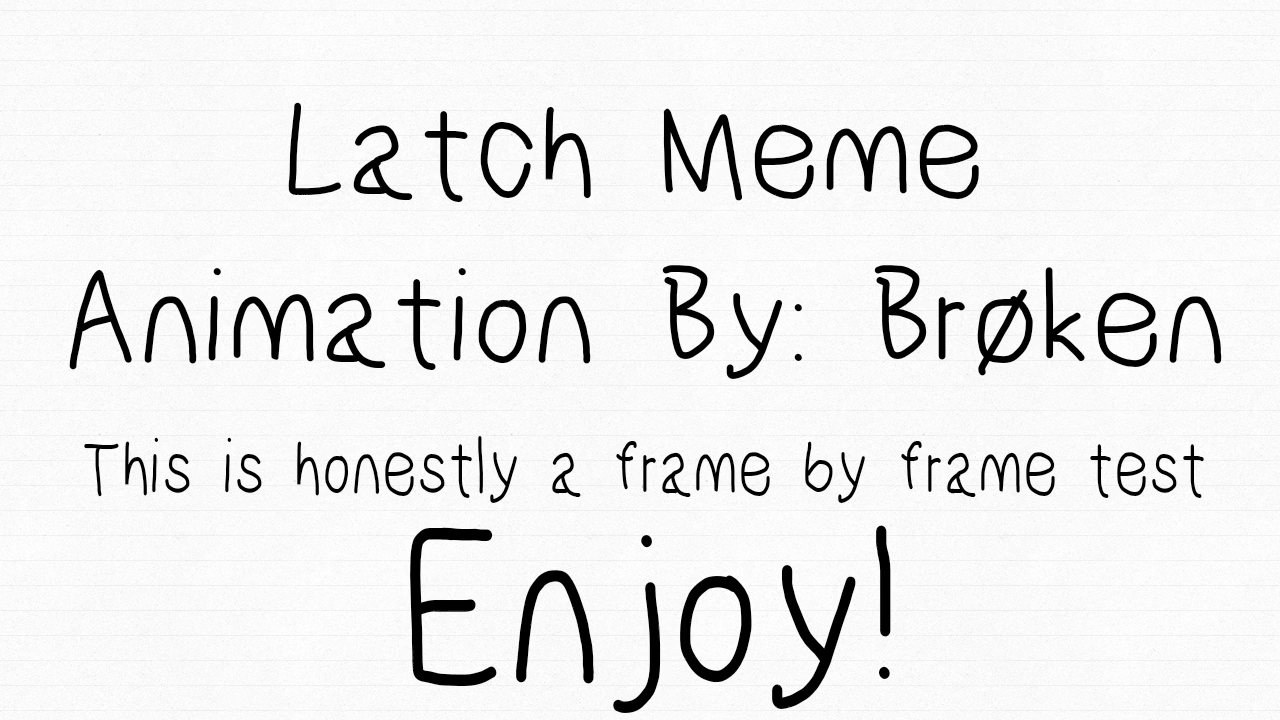 Latch Meme
Animation By: Brøken
This is honestly a frame by frame test
Enjoy!